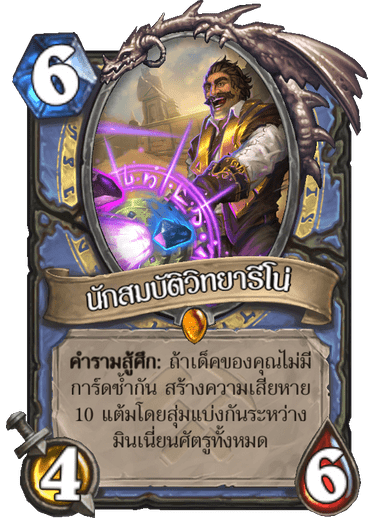 6
นักสมบัติวิทยารีโน่
คำรามสู้ศึก: ถ้าเด็คของคุณไม่มี
การ์ดซ้ำกัน สร้างความเสียหาย
10 แต้มโดยสุ่มแบ่งกันระหว่าง
มินเนี่ยนศัตรูทั้งหมด
4
6